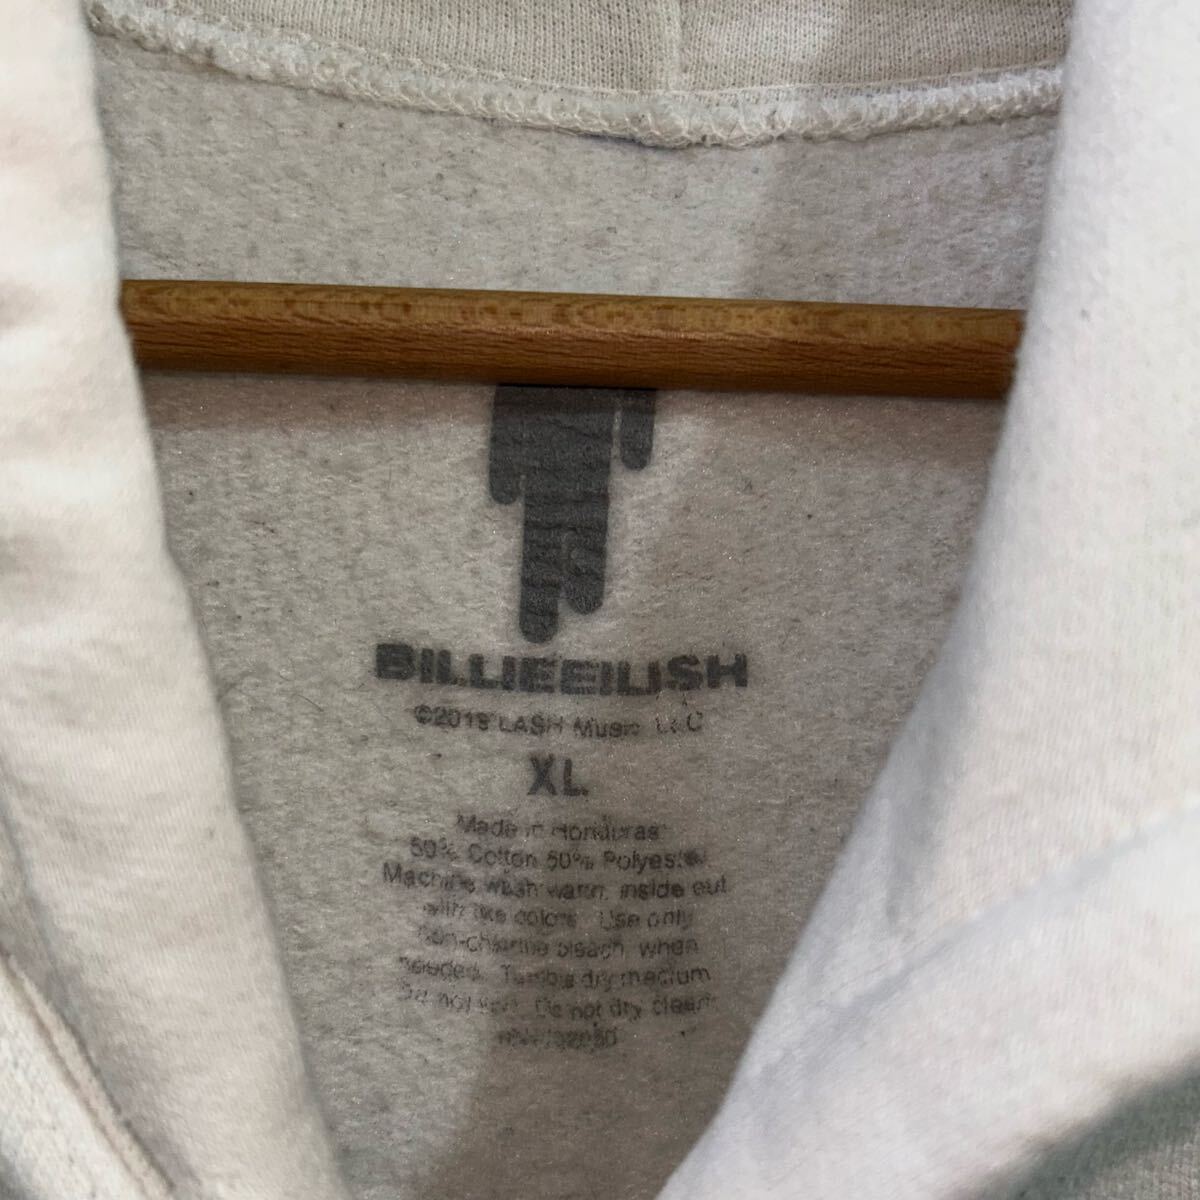 BILLIEEILISH
©2019 LASH Music LLC
XL
Made in Honduras
50% Cotton 50% Polyester
Machine wash warm, inside out
with like colors. Use only
non-chlorine bleach, when
needed. Tumble dry medium
Do not iron. Do not dry clean